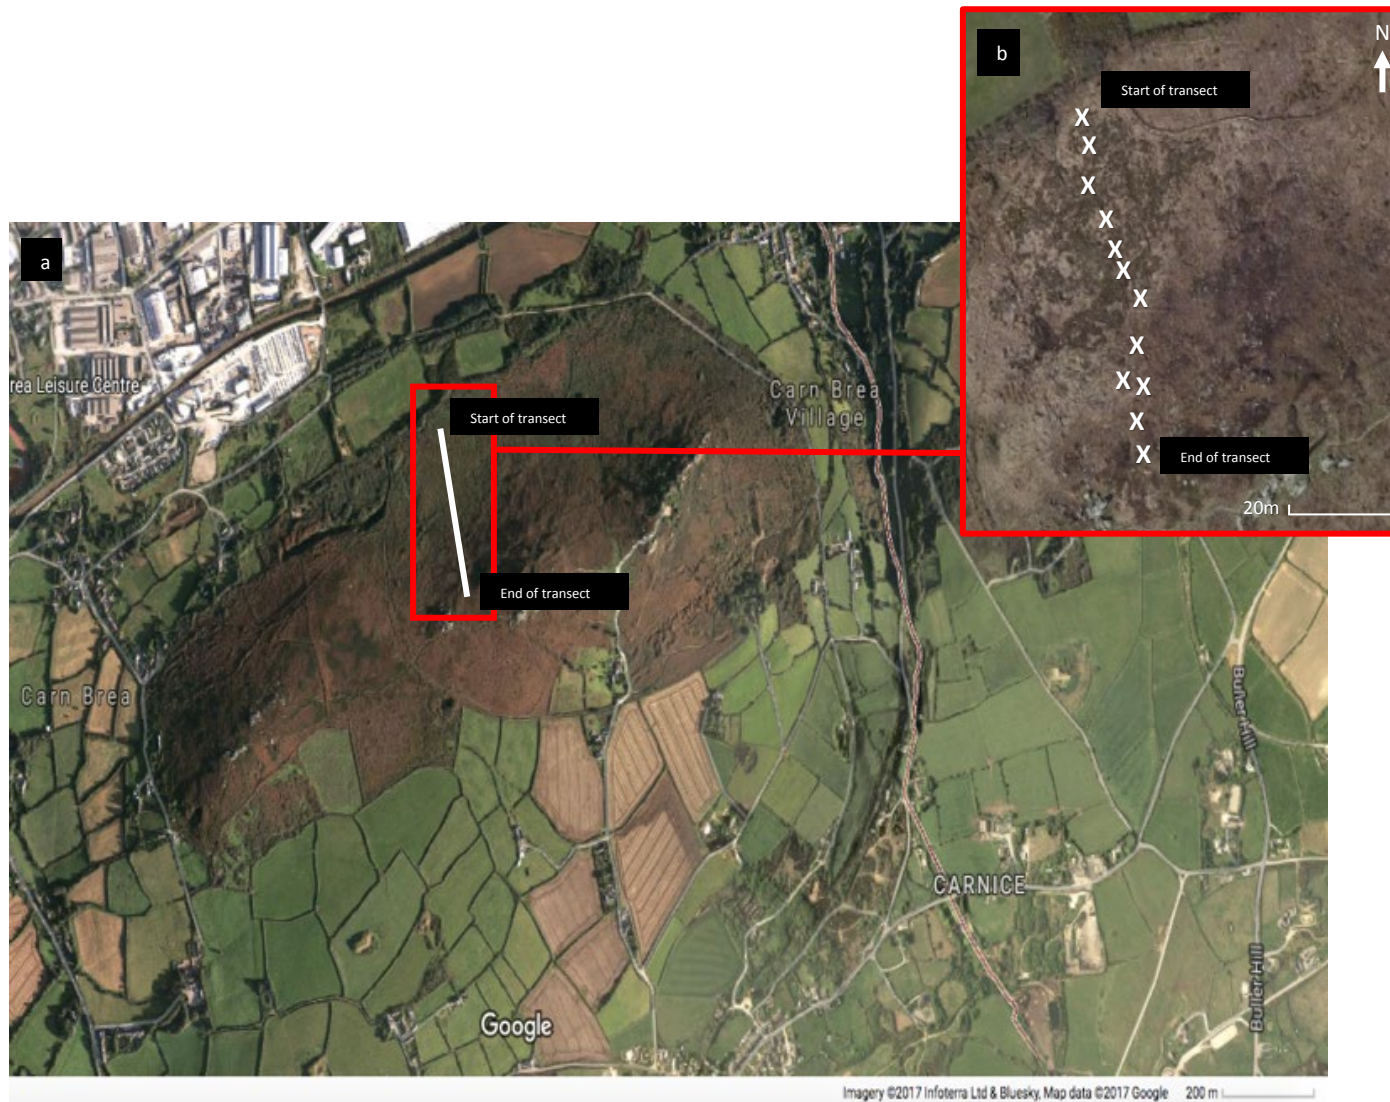 b
N
Start of transect
X
X
X
X
X
X
X
X
X X
X
X
End of transect
20m
a
rea Leisure Centre
Carn Brea
Village
Start of transect
End of transect
Carn Brea
Buller Hill
CARNICE
Buller Hill
Google
Imagery ©2017 Infoterra Ltd & Bluesky, Map data ©2017 Google 200 m